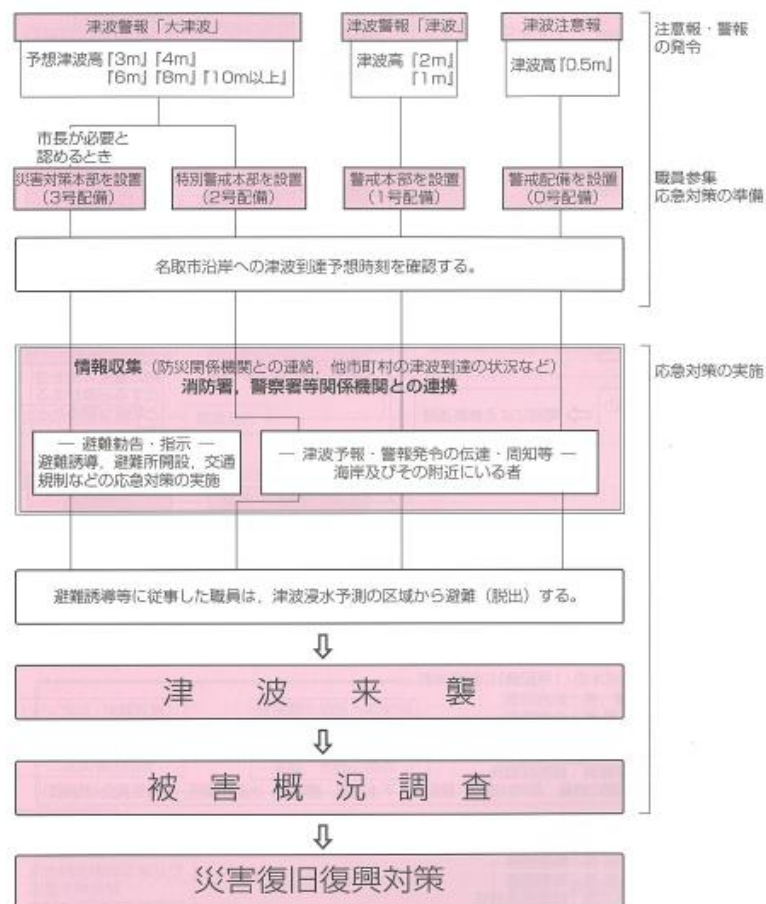 津波警報「大津波」
予想津波高『3m』『4m』
『6m』『8m』『10m以上』
津波警報「津波」
津波高『2m』
『1m』
津波注意報
津波高『0.5m』
注意報・警報
の発令
市長が必要と
認めるとき
災害対策本部を設置
(3号配備)
特別警戒本部を設置
(2号配備)
警戒本部を設置
(1号配備)
警戒配備を設置
(0号配備)
職員参集
応急対策の準備
名取市沿岸への津波到達予想時刻を確認する。
情報収集(防災関係機関との連絡,他市町村の津波到達の状況など)
消防署,警察署等関係機関との連携
応急対策の実施
― 避難勧告・指示 ―
避難誘導,避難所開設,交通
規制などの応急対策の実施
― 津波予報・警報発令の伝達・周知等 ―
海岸及びその附近にいる者
避難誘導等に従事した職員は,津波浸水予測の区域から避難(脱出)する。
津波来襲
被害概況調査
災害復旧復興対策